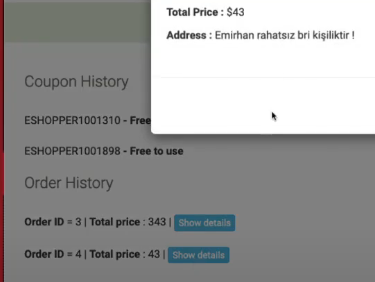 Total Price : $43
Address : Emirhan rahatsız bri kişiliktir !
Coupon History
ESHOPPER1001310 - Free
ESHOPPER1001898 - Free to use
Order History
Order ID = 3 | Total price : 343 | Show details
Order ID = 4 | Total price : 43 | Show details